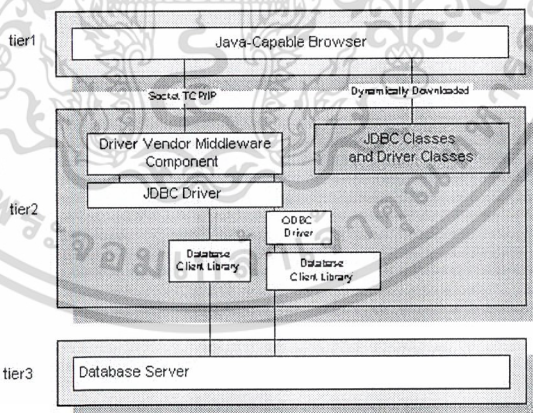 tier1
Java-Capable Browser
Socket TCP/IP
Dynamically Downloaded
Driver Vendor Middleware
Component
JDBC Classes
and Driver Classes
JDBC Driver
tier2
ODBC
Driver
Database
Client Library
Database
Client Library
tier3
Database Server